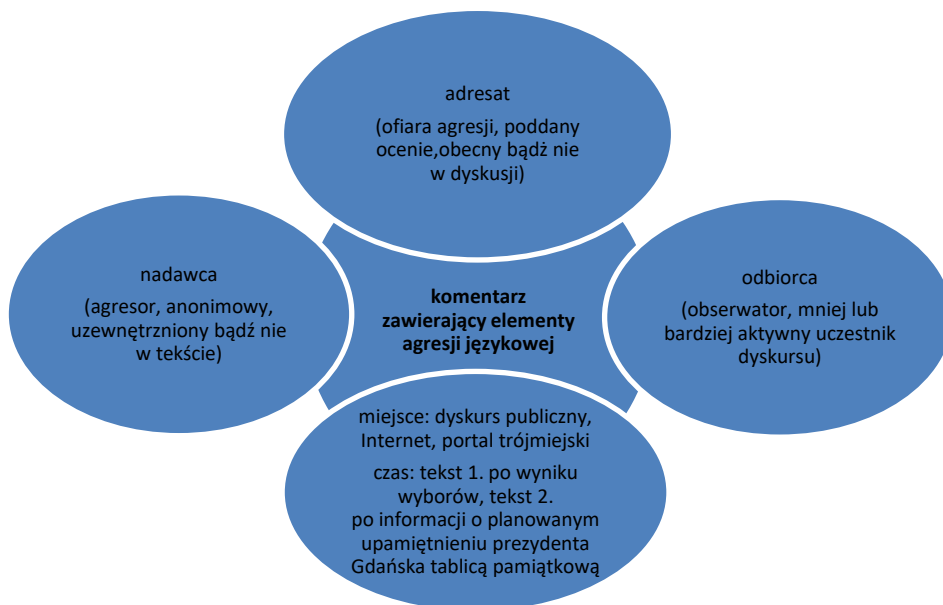 adresat
(ofiara agresji, poddany
ocenie,obecny bądż nie
w dyskusji)
nadawca
(agresor, anonimowy,
uzewnętrzniony bądź nie
w tekście)
komentarz
zawierający elementy
agresji językowej
odbiorca
(obserwator, mniej lub
bardziej aktywny uczestnik
dyskursu)
miejsce: dyskurs publiczny,
Internet, portal trójmiejski
czas: tekst 1. po wyniku
wyborów, tekst 2.
po informacji o planowanym
upamiętnieniu prezydenta
Gdańska tablicą pamiątkową